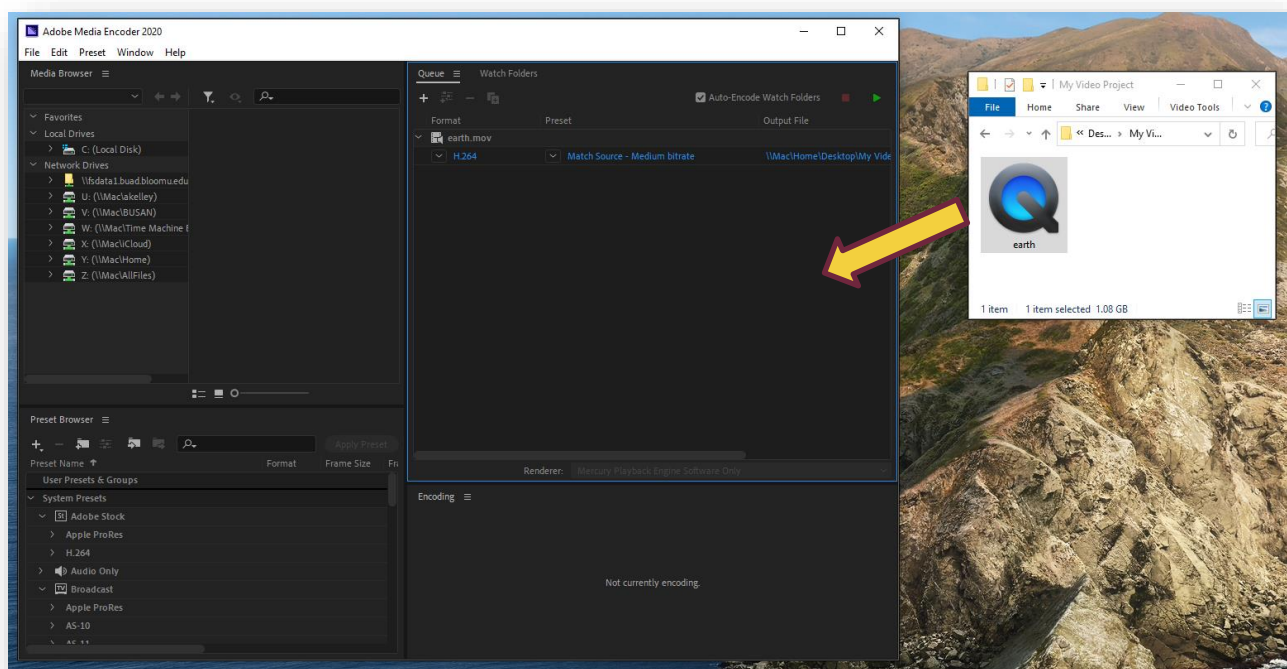 Adobe Media Encoder 2020
File Edit Preset Window Help
Media Browser
Favorites
Local Drives
C: (Local Disk)
Network Drives
\\fsdata1.buad.bloomu.edu
U: (\\Mac\akelley)
V: (\\Mac\BUSAN)
W: (\\Mac\Time Machine
X: (\\Mac\iCloud)
Y: (\\Mac\Home)
Z: (\\Mac\AllFiles)
Queue Watch Folders
Auto-Encode Watch Folders
Format Preset Output File
earth.mov
H.264 Match Source - Medium bitrate \\Mac\Home\Desktop\My Vide
Renderer: Mercury Playback Engine Software Only
Preset Browser
Apply Preset
Preset Name Format Frame Size Fr
User Presets & Groups
System Presets
St Adobe Stock
Apple ProRes
H.264
Audio Only
TV Broadcast
Apple ProRes
AS-10
AS-11
Encoding
Not currently encoding.
My Video Project
File Home Share View Video Tools
« Des... My Vi...
earth
1 item 1 item selected 1.08 GB